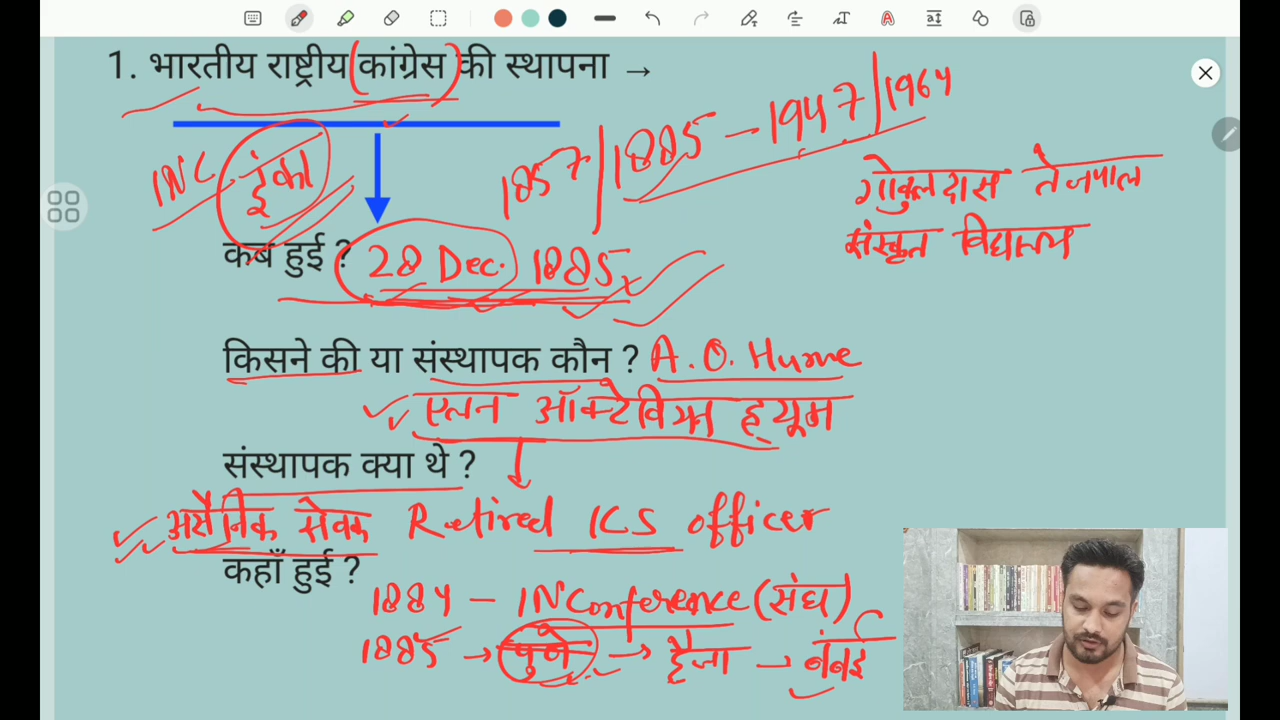 1. भारतीय राष्ट्रीय (कांग्रेस) की स्थापना →
INC इंका
1857 / 1885 - 1947 / 1964
गोकुलदास तेजपाल
संस्कृत विद्यालय
कब हुई ? 28 Dec. 1885
किसने की या संस्थापक कौन ? A.O. Hume
एलन ऑक्टेवियन ह्यूम
संस्थापक क्या थे ?
असैनिक सेवक Retired ICS officer
कहाँ हुई ?
1884 - INConference (संघ)
1885 → पुणे → हैजा → बंबई